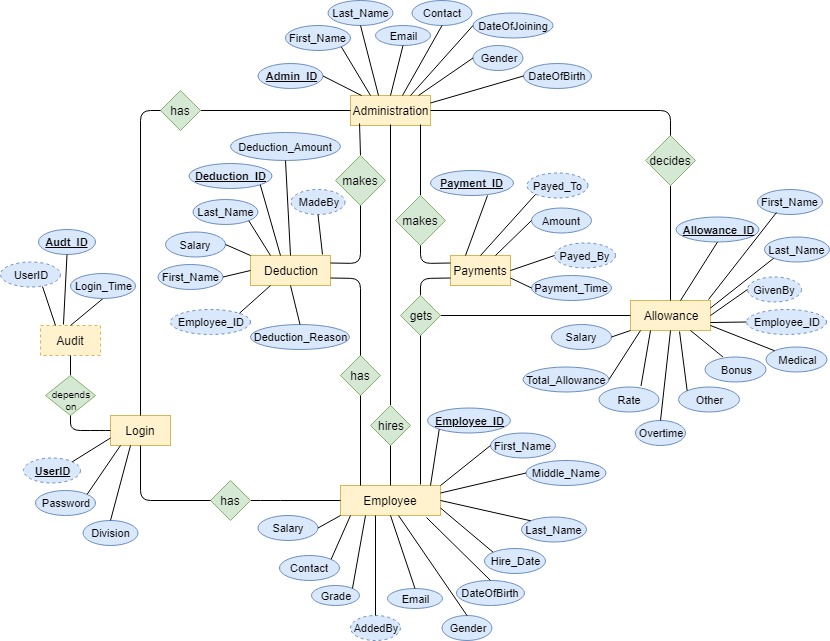 Last_Name
Contact
First_Name
Email
DateOfJoining
Gender
Admin_ID
DateOfBirth
has
Administration
Deduction_Amount
decides
Deduction_ID
makes
Payment_ID
Payed_To
MadeBy
Last_Name
makes
Amount
First_Name
Allowance_ID
Audt_ID
Salary
Last_Name
UserID
Login_Time
First_Name
Deduction
Payments
Payed_By
Payment_Time
GivenBy
Employee_ID
Deduction_Reason
gets
Allowance
Employee_ID
Audit
Salary
Medical
has
Total_Allowance
Bonus
depends
on
Rate
Other
Login
hires
Employee_ID
Overtime
First_Name
UserID
Middle_Name
Password
has
Employee
Division
Salary
Last_Name
Contact
Hire_Date
Grade
Email
DateOfBirth
AddedBy
Gender